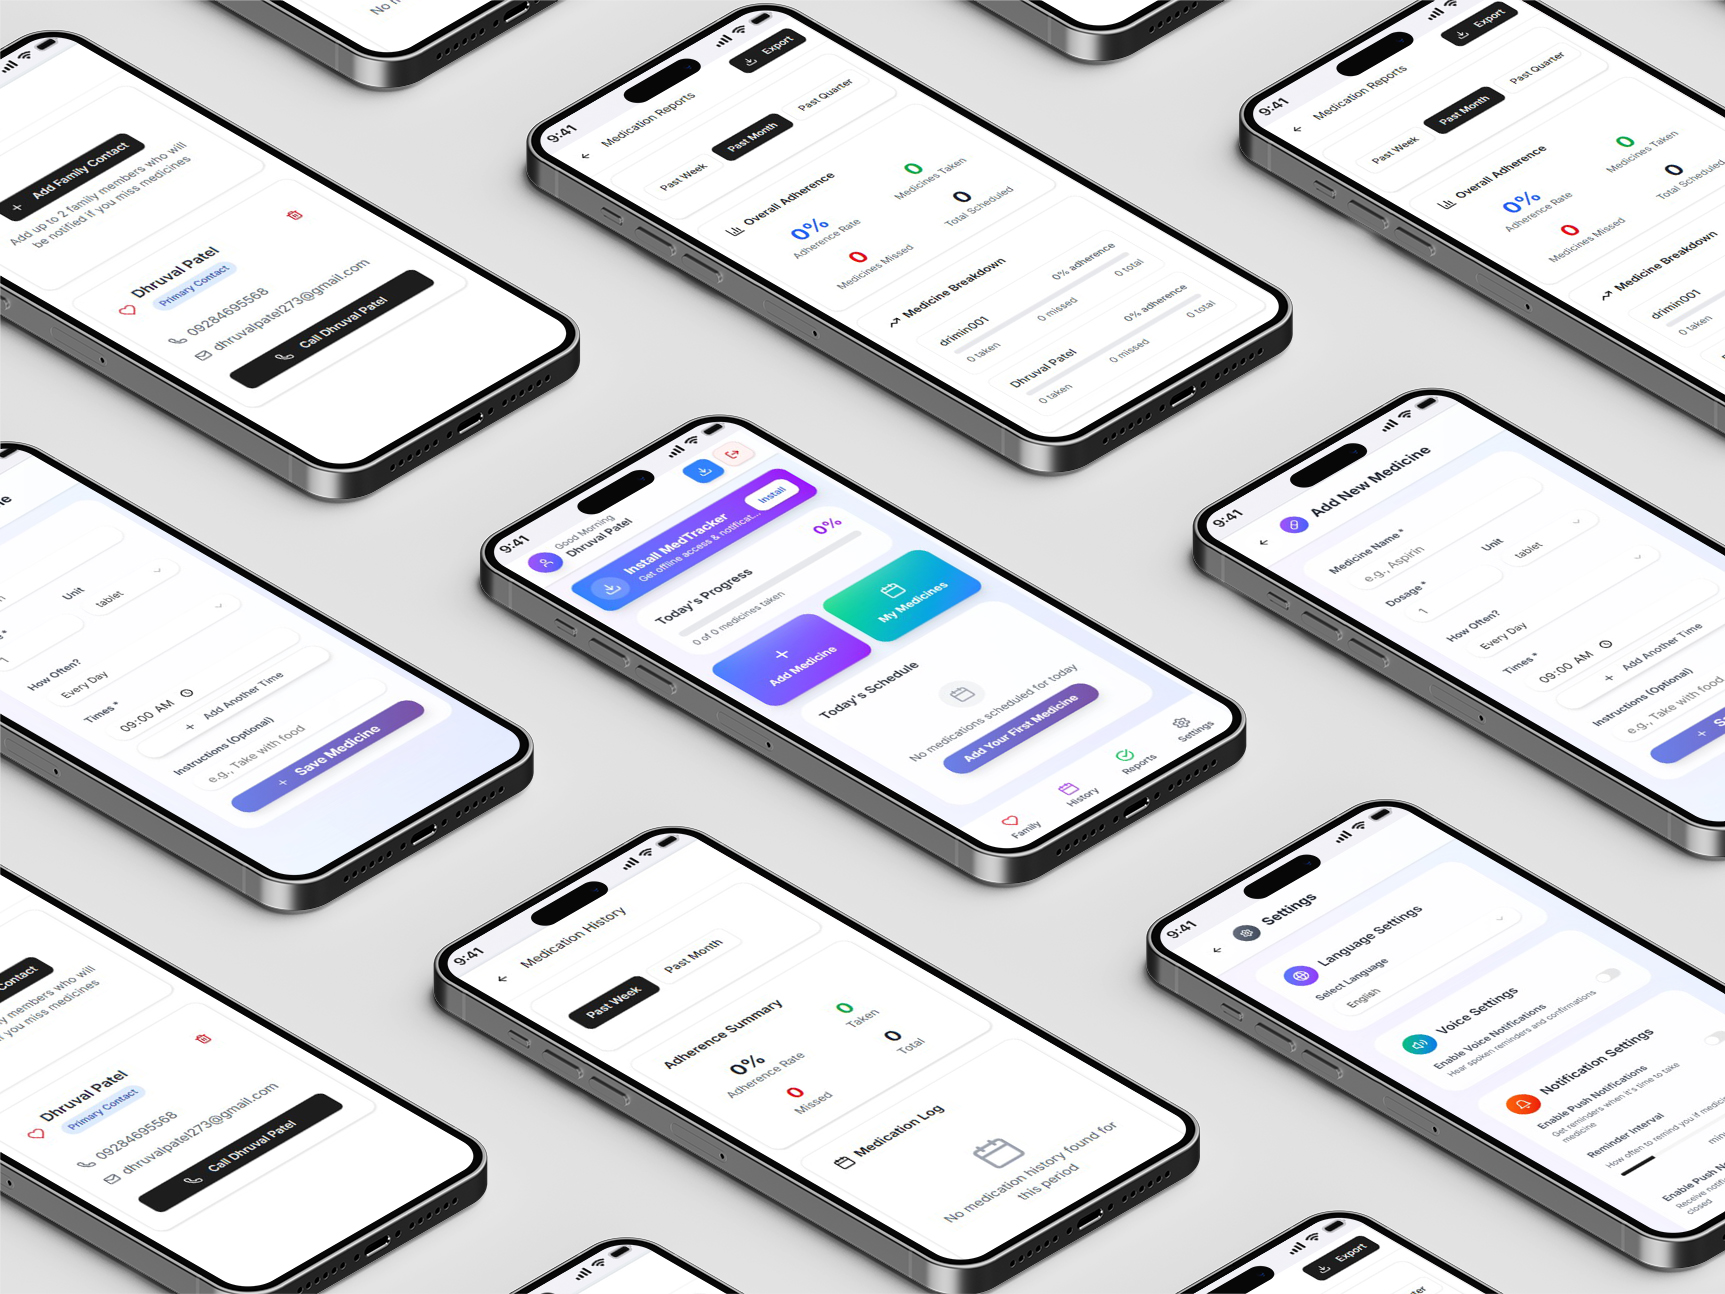 No
+ Add Family Contact
Add up to 2 family members who will
be notified if you miss medicines
Dhruval Patel
Primary Contact
09284695568
dhruvalpatel273@gmail.com
Call Dhruval Patel
9:41
Export
Medication Reports
Past Week
Past Month
Past Quarter
Overall Adherence
0%
Adherence Rate
0
Medicines Taken
0
Medicines Missed
0
Total Scheduled
Medicine Breakdown
drimin001
0% adherence
0 taken
0 missed
0 total
Dhruval Patel
0% adherence
0 taken
0 missed
0 total
9:41
Export
Medication Reports
Past Week
Past Month
Past Quarter
Overall Adherence
0%
Adherence Rate
0
Medicines Taken
0
Medicines Missed
0
Total Scheduled
Medicine Breakdown
drimin001
0 taken
Unit
1
tablet
How Often?
Every Day
Times *
09:00 AM
+ Add Another Time
Instructions (Optional)
e.g., Take with food
+ Save Medicine
9:41
Good Morning
Dhruval Patel
Install MedTracker
Get offline access & notificat...
Install
Today's Progress
0%
0 of 0 medicines taken
+
Add Medicine
My Medicines
Today's Schedule
No medications scheduled for today
Add Your First Medicine
Family
History
Reports
Settings
9:41
Add New Medicine
Medicine Name *
e.g., Aspirin
Dosage *
Unit
1
tablet
How Often?
Every Day
Times *
09:00 AM
+ Add Another Time
Instructions (Optional)
e.g., Take with food
+ S
Contact
members who will
you miss medicines
Dhruval Patel
Primary Contact
09284695568
dhruvalpatel273@gmail.com
Call Dhruval Patel
9:41
Medication History
Past Week
Past Month
Adherence Summary
0%
Adherence Rate
0
Taken
0
Missed
0
Total
Medication Log
No medication history found for
this period
9:41
Settings
Language Settings
Select Language
English
Voice Settings
Enable Voice Notifications
Hear spoken reminders and confirmations
Notification Settings
Enable Push Notifications
Get reminders when it's time to take
medicine
Reminder Interval
How often to remind you if medici
min
Enable Push N
Receive notifi
closed
Export